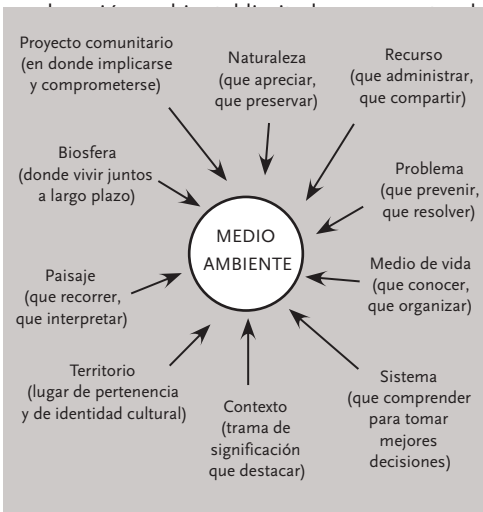 Proyecto comunitario
(en donde implicarse
y comprometerse)
Naturaleza
(que apreciar,
que preservar)
Recurso
(que administrar,
que compartir)
Biosfera
(donde vivir juntos
a largo plazo)
Problema
(que prevenir,
que resolver)
MEDIO
AMBIENTE
Paisaje
(que recorrer,
que interpretar)
Medio de vida
(que conocer,
que organizar)
Territorio
(lugar de pertenencia
y de identidad cultural)
Contexto
(trama de
significación
que destacar)
Sistema
(que comprender
para tomar
mejores
decisiones)